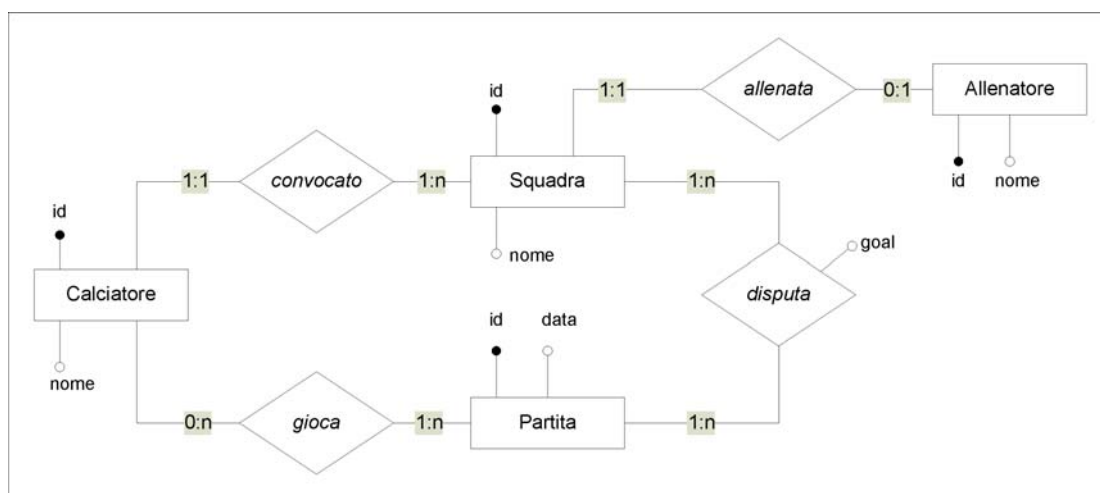 id
1:1
allenata
0:1
Allenatore
id
nome
1:1
convocato
1:n
Squadra
1:n
nome
id
Calciatore
nome
goal
disputa
id
data
0:n
gioca
1:n
Partita
1:n